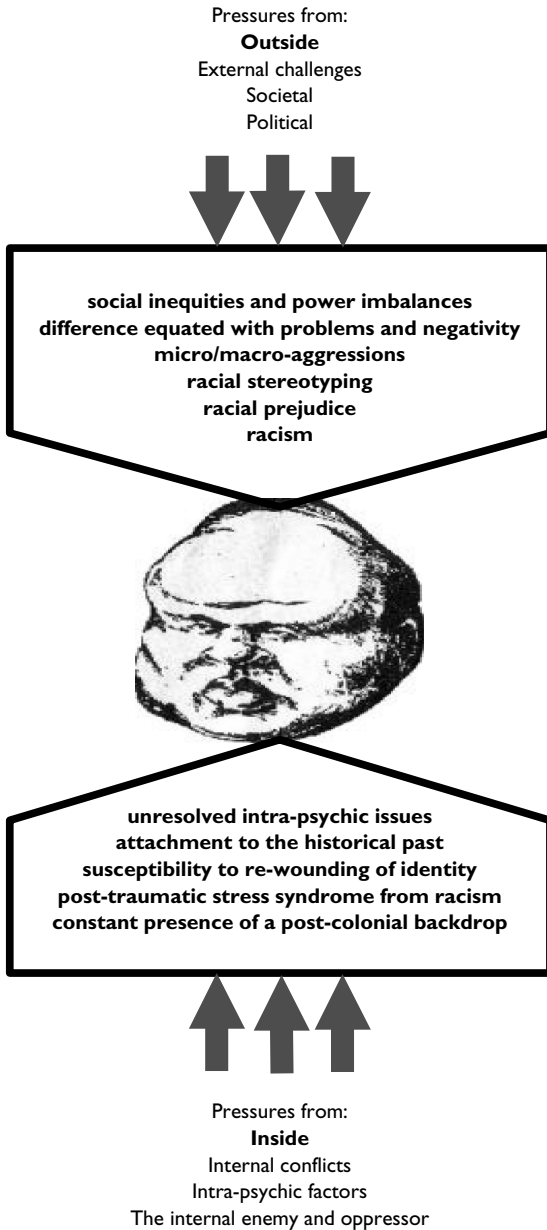 Pressures from:
Outside
External challenges
Societal
Political
social inequities and power imbalances
difference equated with problems and negativity
micro/macro-aggressions
racial stereotyping
racial prejudice
racism
unresolved intra-psychic issues
attachment to the historical past
susceptibility to re-wounding of identity
post-traumatic stress syndrome from racism
constant presence of a post-colonial backdrop
Pressures from:
Inside
Internal conflicts
Intra-psychic factors
The internal enemy and oppressor